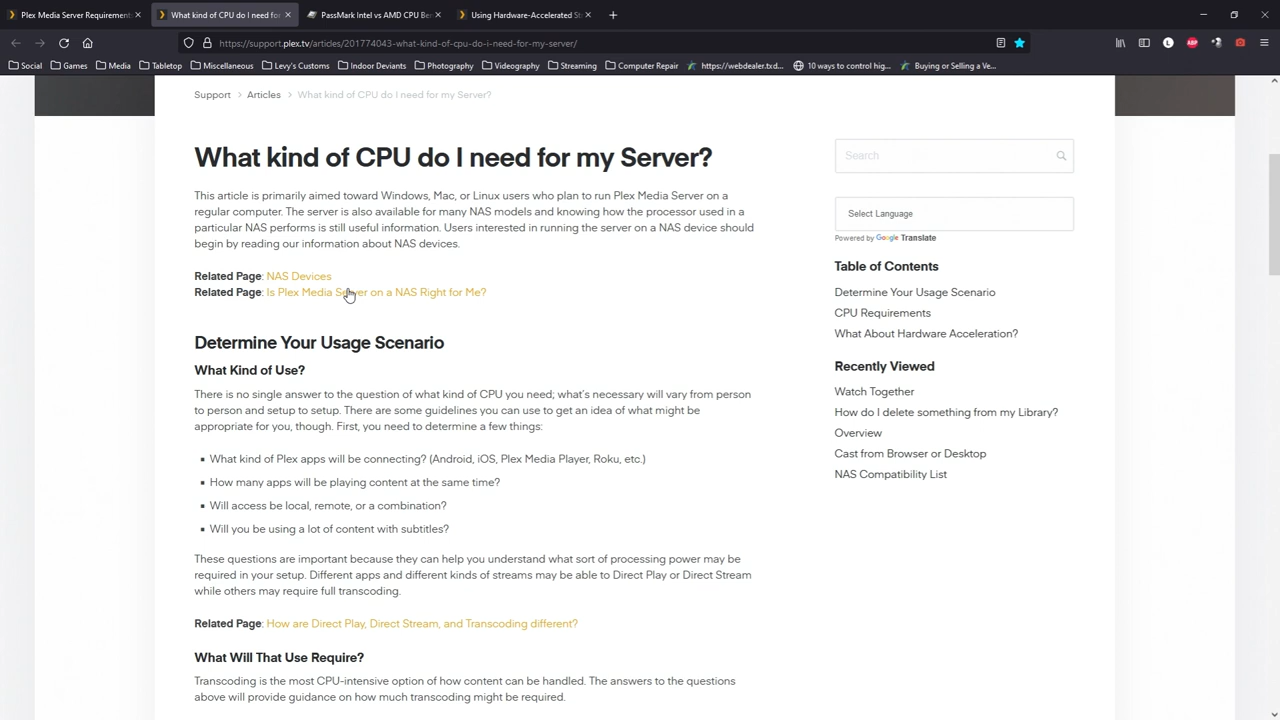 Plex Media Server Requirement
What kind of CPU do I need fo
PassMark Intel vs AMD CPU Be
Using Hardware-Accelerated St
https://support.plex.tv/articles/201774043-what-kind-of-cpu-do-i-need-for-my-server/
Social
Games
Media
Tabletop
Miscellaneous
Levy's Customs
Indoor Deviants
Photography
Videography
Streaming
Computer Repair
https://webdealer.txd...
10 ways to control hig...
Buying or Selling a Ve...
Support > Articles > What kind of CPU do I need for my Server?
What kind of CPU do I need for my Server?
This article is primarily aimed toward Windows, Mac, or Linux users who plan to run Plex Media Server on a
regular computer. The server is also available for many NAS models and knowing how the processor used in a
particular NAS performs is still useful information. Users interested in running the server on a NAS device should
begin by reading our information about NAS devices.
Related Page: NAS Devices
Related Page: Is Plex Media Server on a NAS Right for Me?
Determine Your Usage Scenario
What Kind of Use?
There is no single answer to the question of what kind of CPU you need; what's necessary will vary from person
to person and setup to setup. There are some guidelines you can use to get an idea of what might be
appropriate for you, though. First, you need to determine a few things:
▪ What kind of Plex apps will be connecting? (Android, iOS, Plex Media Player, Roku, etc.)
▪ How many apps will be playing content at the same time?
▪ Will access be local, remote, or a combination?
▪ Will you be using a lot of content with subtitles?
These questions are important because they can help you understand what sort of processing power may be
required in your setup. Different apps and different kinds of streams may be able to Direct Play or Direct Stream
while others may require full transcoding.
Related Page: How are Direct Play, Direct Stream, and Transcoding different?
What Will That Use Require?
Transcoding is the most CPU-intensive option of how content can be handled. The answers to the questions
above will provide guidance on how much transcoding might be required.
Search
Select Language
Powered by Google Translate
Table of Contents
Determine Your Usage Scenario
CPU Requirements
What About Hardware Acceleration?
Recently Viewed
Watch Together
How do I delete something from my Library?
Overview
Cast from Browser or Desktop
NAS Compatibility List